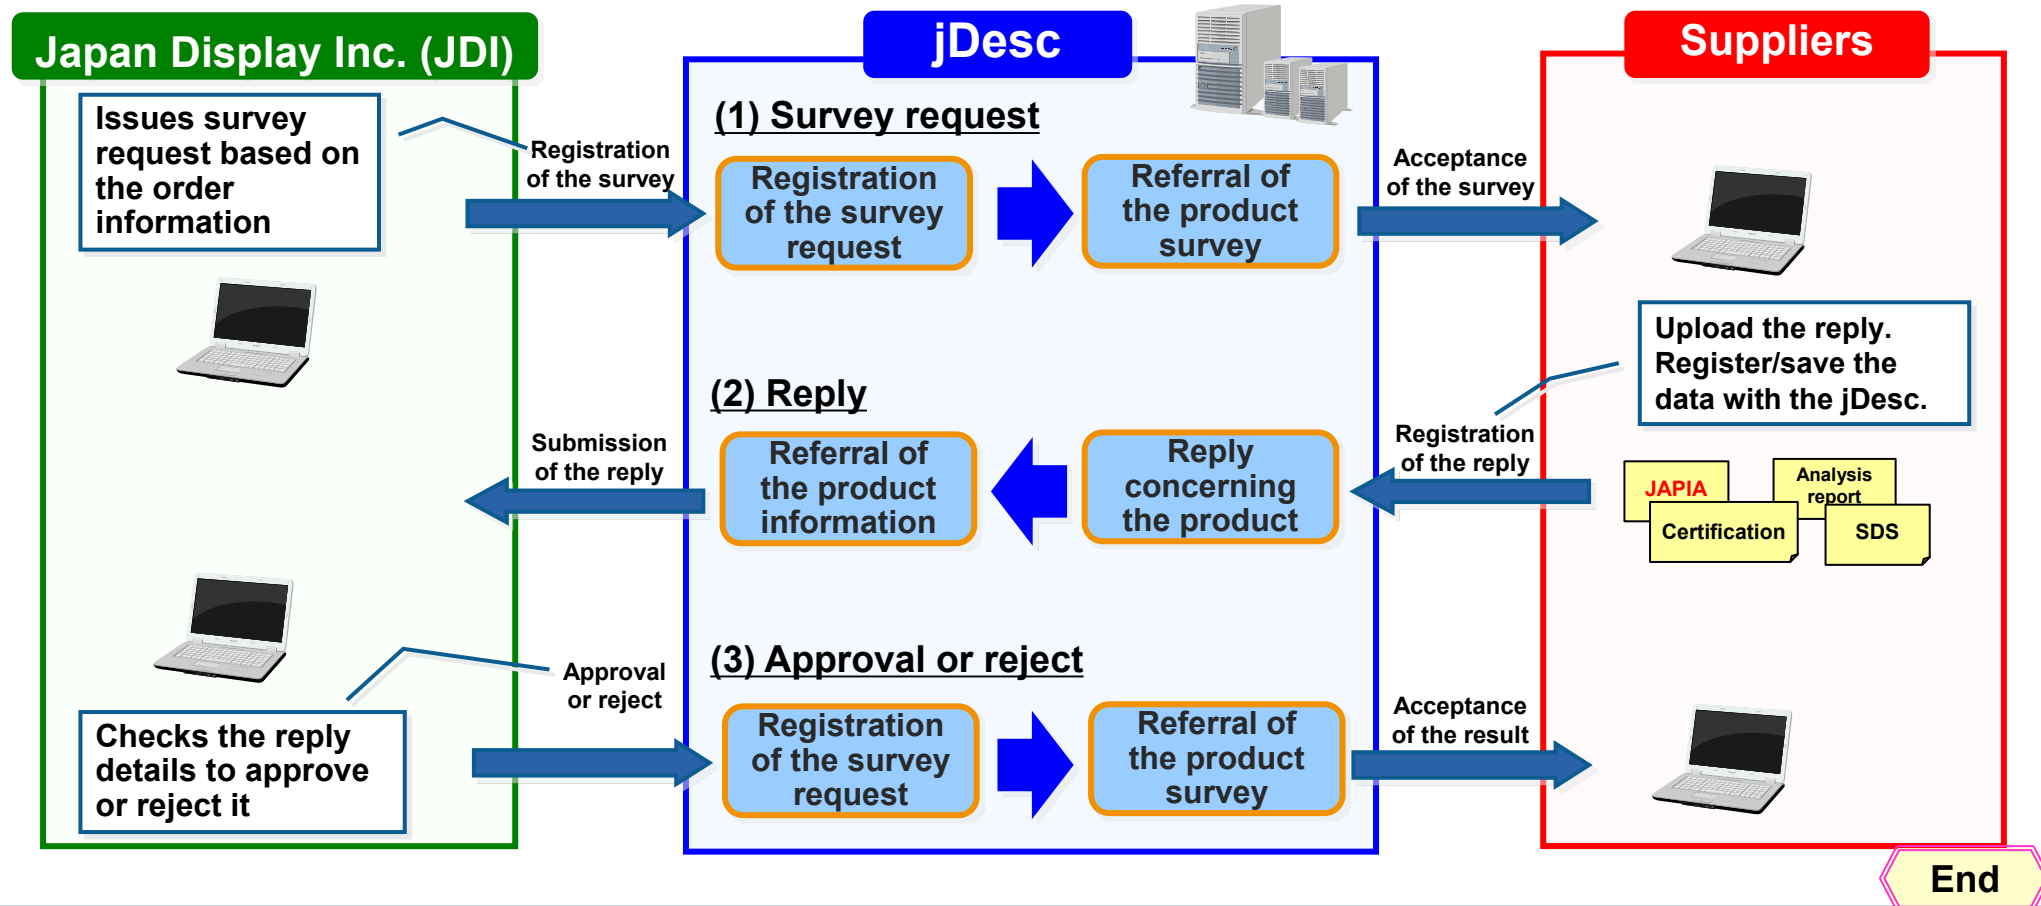 Japan Display Inc. (JDI)
jDesc
Suppliers
Issues survey
request based on
the order
information
Registration
of the survey
(1) Survey request
Registration
of the survey
request
Referral of
the product
survey
Acceptance
of the survey
Upload the reply.
Register/save the
data with the jDesc.
(2) Reply
Submission
of the reply
Referral of
the product
information
Reply
concerning
the product
Registration
of the reply
JAPIA
Analysis
report
Certification
SDS
(3) Approval or reject
Approval
or reject
Checks the reply
details to approve
or reject it
Registration
of the survey
request
Referral of
the product
survey
Acceptance
of the result
End